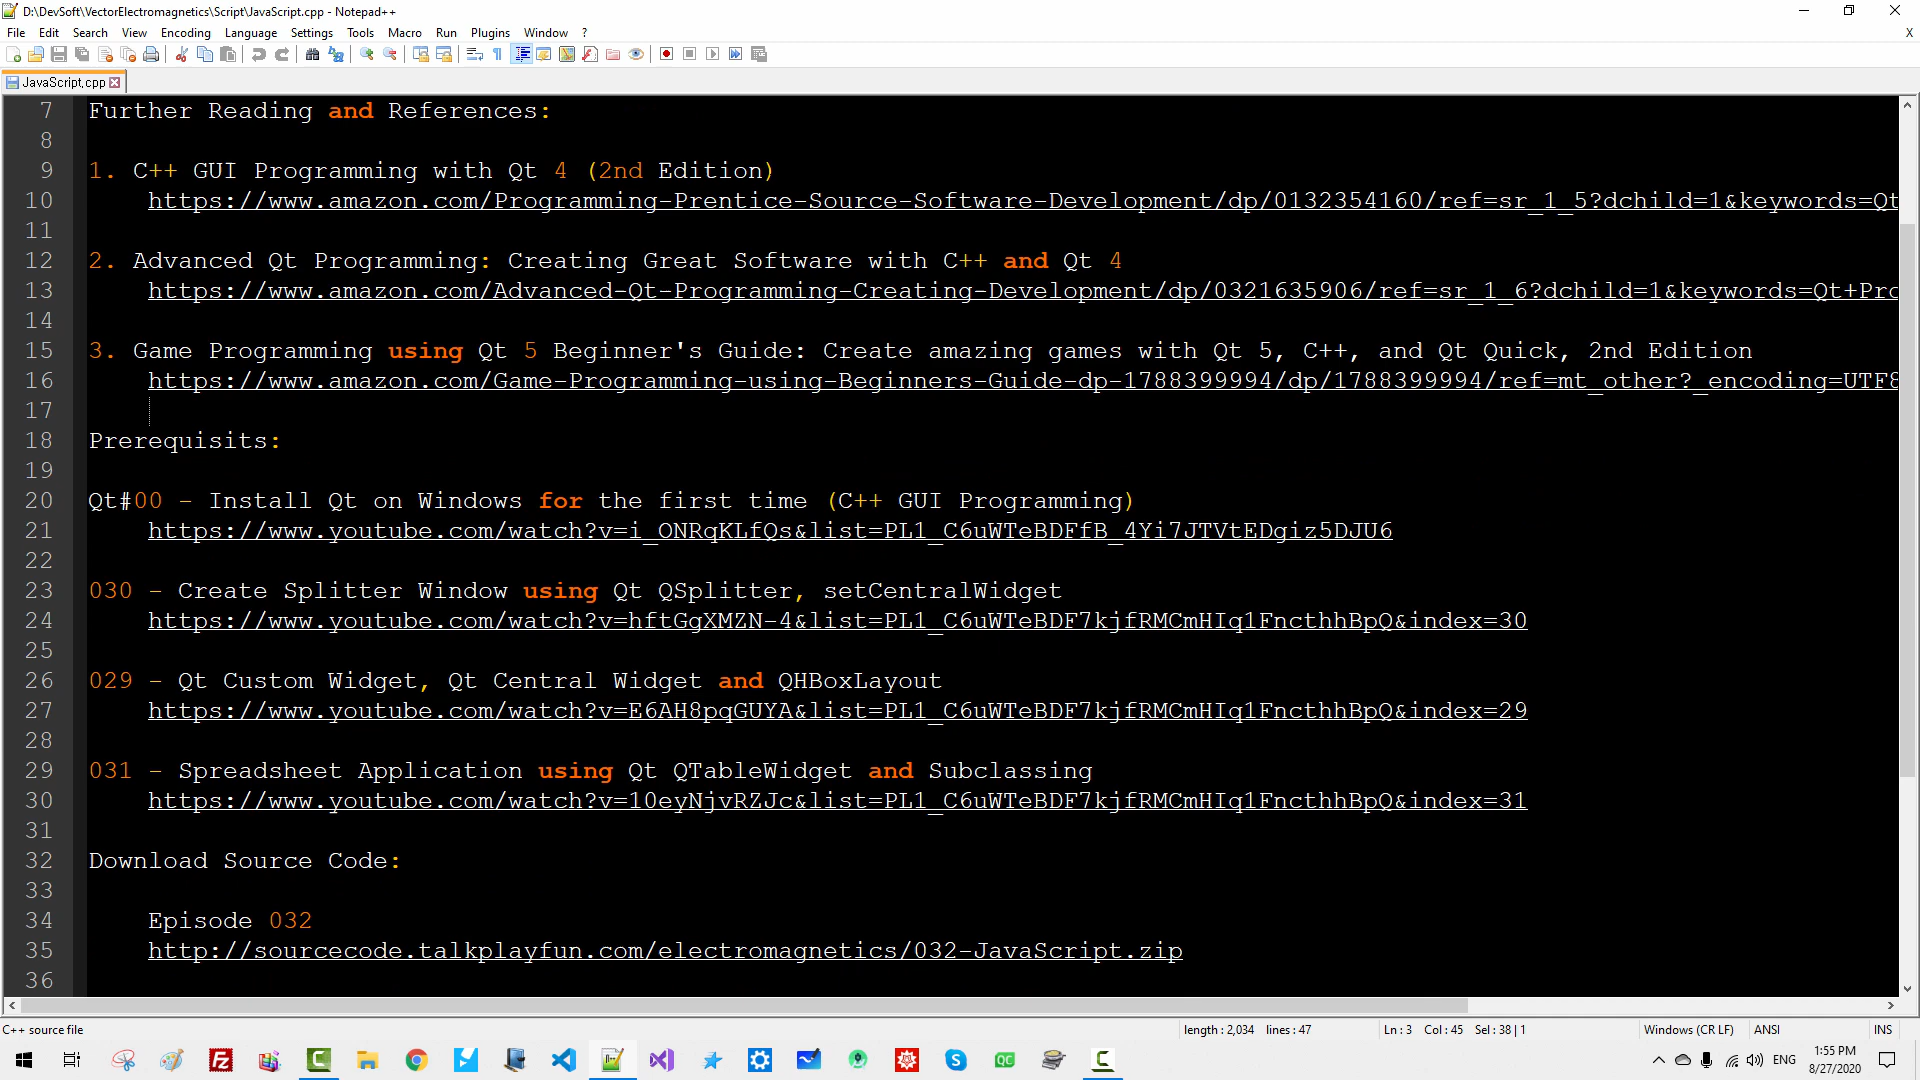 D:\DevSoft\VectorElectromagnetics\Script\JavaScript.cpp - Notepad++
File Edit Search View Encoding Language Settings Tools Macro Run Plugins Window ? X
JavaScript.cpp
7 Further Reading and References:
8
9 1. C++ GUI Programming with Qt 4 (2nd Edition)
10 https://www.amazon.com/Programming-Prentice-Source-Software-Development/dp/0132354160/ref=sr_1_5?dchild=1&keywords=Qt
11
12 2. Advanced Qt Programming: Creating Great Software with C++ and Qt 4
13 https://www.amazon.com/Advanced-Qt-Programming-Creating-Development/dp/0321635906/ref=sr_1_6?dchild=1&keywords=Qt+Pro
14
15 3. Game Programming using Qt 5 Beginner's Guide: Create amazing games with Qt 5, C++, and Qt Quick, 2nd Edition
16 https://www.amazon.com/Game-Programming-using-Beginners-Guide-dp-1788399994/dp/1788399994/ref=mt_other?_encoding=UTF8
17
18 Prerequisits:
19
20 Qt#00 - Install Qt on Windows for the first time (C++ GUI Programming)
21 https://www.youtube.com/watch?v=i_ONRqKLfQs&list=PL1_C6uWTeBDFfB_4Yi7JTVtEDgiz5DJU6
22
23 030 - Create Splitter Window using Qt QSplitter, setCentralWidget
24 https://www.youtube.com/watch?v=hftGgXMZN-4&list=PL1_C6uWTeBDF7kjfRMCmHIq1FncthhBpQ&index=30
25
26 029 - Qt Custom Widget, Qt Central Widget and QHBoxLayout
27 https://www.youtube.com/watch?v=E6AH8pqGUYA&list=PL1_C6uWTeBDF7kjfRMCmHIq1FncthhBpQ&index=29
28
29 031 - Spreadsheet Application using Qt QTableWidget and Subclassing
30 https://www.youtube.com/watch?v=10eyNjvRZJc&list=PL1_C6uWTeBDF7kjfRMCmHIq1FncthhBpQ&index=31
31
32 Download Source Code:
33
34 Episode 032
35 http://sourcecode.talkplayfun.com/electromagnetics/032-JavaScript.zip
36
C++ source file length : 2,034 lines : 47 Ln : 3 Col : 45 Sel : 38 | 1 Windows (CR LF) ANSI INS
ENG 1:55 PM
8/27/2020